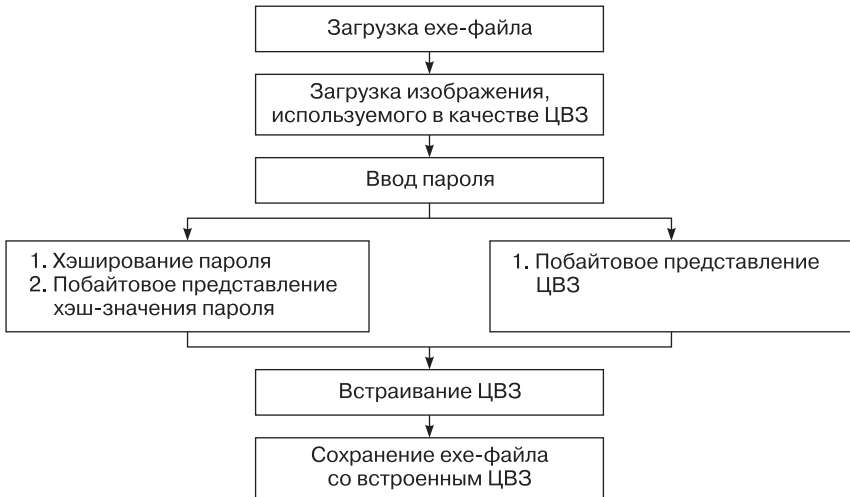 Загрузка exe-файла
Загрузка изображения,
используемого в качестве ЦВЗ
Ввод пароля
1. Хэширование пароля
2. Побайтовое представление
хэш-значения пароля
1. Побайтовое представление
ЦВЗ
Встраивание ЦВЗ
Сохранение exe-файла
со встроенным ЦВЗ